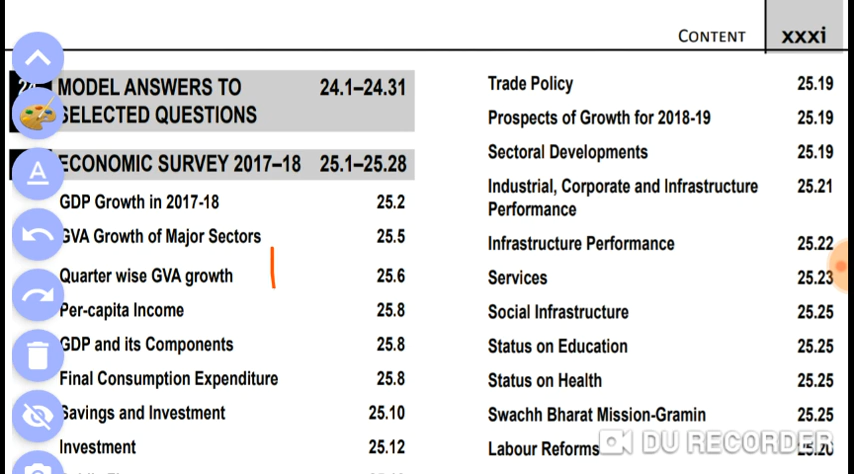 CONTENT xxxi
24 MODEL ANSWERS TO 24.1–24.31
SELECTED QUESTIONS
ECONOMIC SURVEY 2017–18 25.1–25.28
GDP Growth in 2017-18 25.2
GVA Growth of Major Sectors 25.5
Quarter wise GVA growth 25.6
Per-capita Income 25.8
GDP and its Components 25.8
Final Consumption Expenditure 25.8
Savings and Investment 25.10
Investment 25.12
Trade Policy 25.19
Prospects of Growth for 2018-19 25.19
Sectoral Developments 25.19
Industrial, Corporate and Infrastructure 25.21
Performance
Infrastructure Performance 25.22
Services 25.23
Social Infrastructure 25.25
Status on Education 25.25
Status on Health 25.25
Swachh Bharat Mission-Gramin 25.25
Labour Reforms
DU RECORDER
A